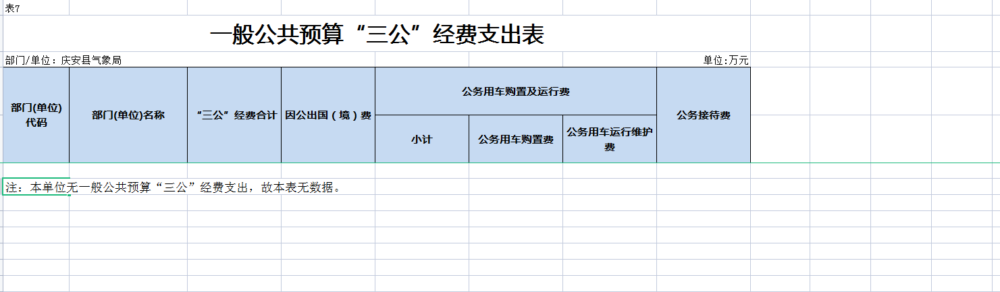 表7
一般公共预算“三公”经费支出表
部门/单位：庆安县气象局 单位:万元
部门(单位)
代码
部门(单位)名称
“三公”经费合计
因公出国（境）费
公务用车购置及运行费
小计
公务用车购置费
公务用车运行维护
费
公务接待费
注：本单位无一般公共预算“三公”经费支出，故本表无数据。